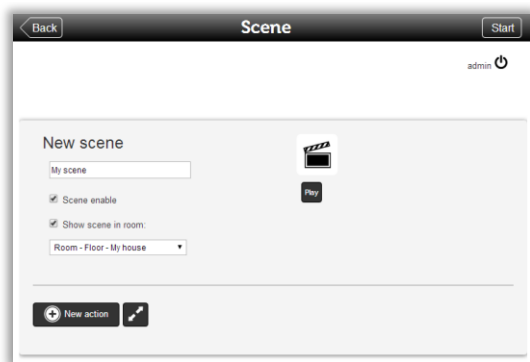 Back
Scene
Start
admin
New scene
My scene
Scene enable
Show scene in room:
Room - Floor - My house
Play
New action